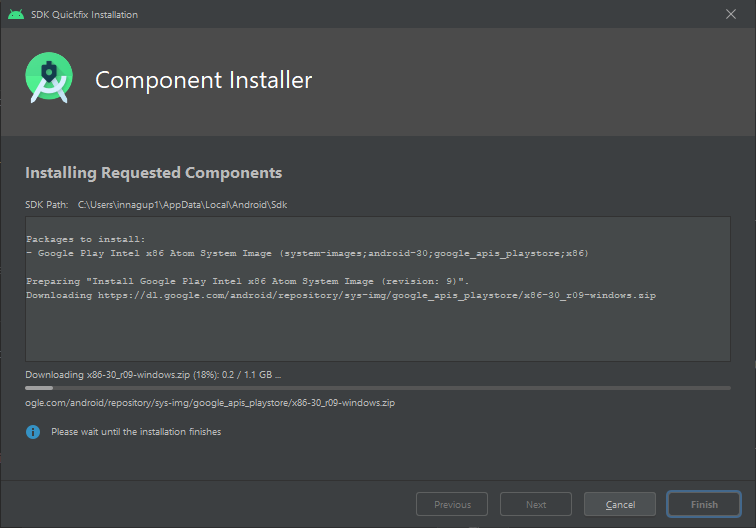 SDK Quickfix Installation
Component Installer
Installing Requested Components
SDK Path: C:\Users\innagup1\AppData\Local\Android\Sdk
Packages to install:
- Google Play Intel x86 Atom System Image (system-images;android-30;google_apis_playstore;x86)
Preparing "Install Google Play Intel x86 Atom System Image (revision: 9)".
Downloading https://dl.google.com/android/repository/sys-img/google_apis_playstore/x86-30_r09-windows.zip
Downloading x86-30_r09-windows.zip (18%): 0.2 / 1.1 GB ...
ogle.com/android/repository/sys-img/google_apis_playstore/x86-30_r09-windows.zip
Please wait until the installation finishes
Previous Next Cancel Finish